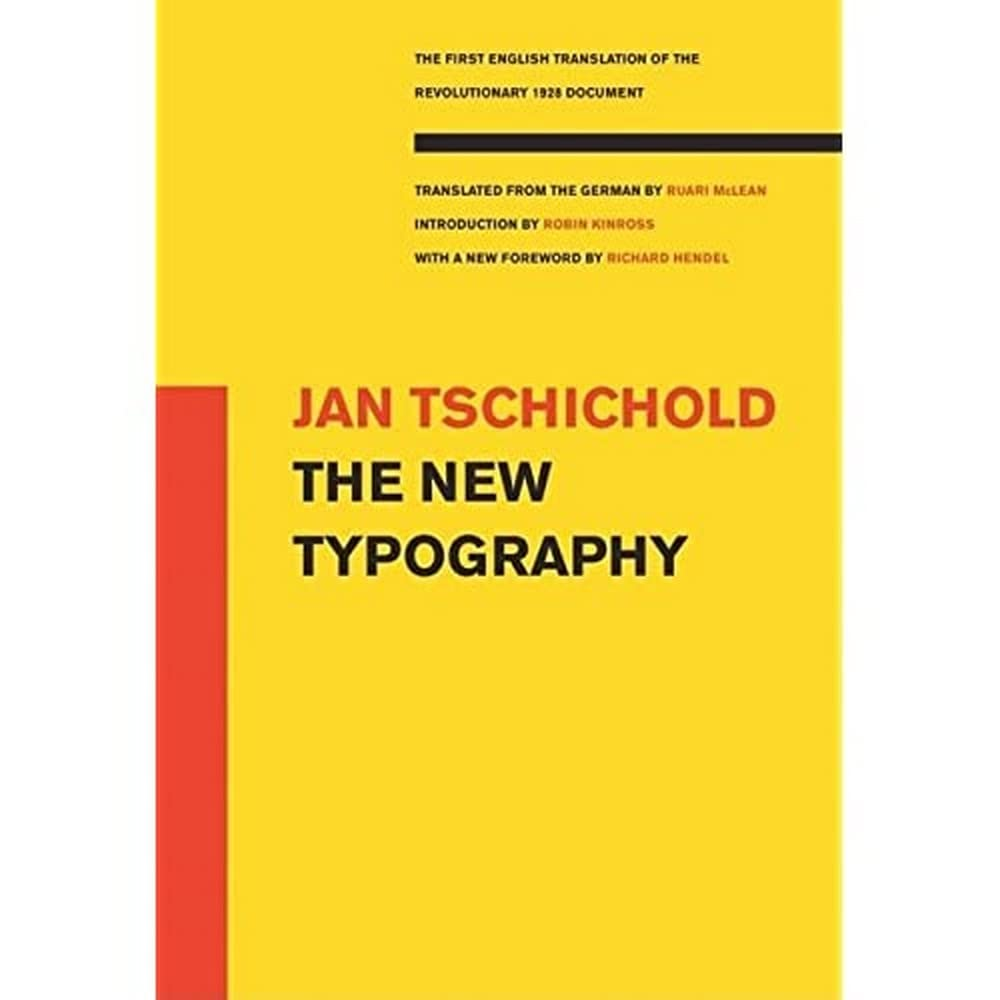 THE FIRST ENGLISH TRANSLATION OF THE
REVOLUTIONARY 1928 DOCUMENT
TRANSLATED FROM THE GERMAN BY RUARI McLEAN
INTRODUCTION BY ROBIN KINROSS
WITH A NEW FOREWORD BY RICHARD HENDEL
JAN TSCHICHOLD
THE NEW
TYPOGRAPHY